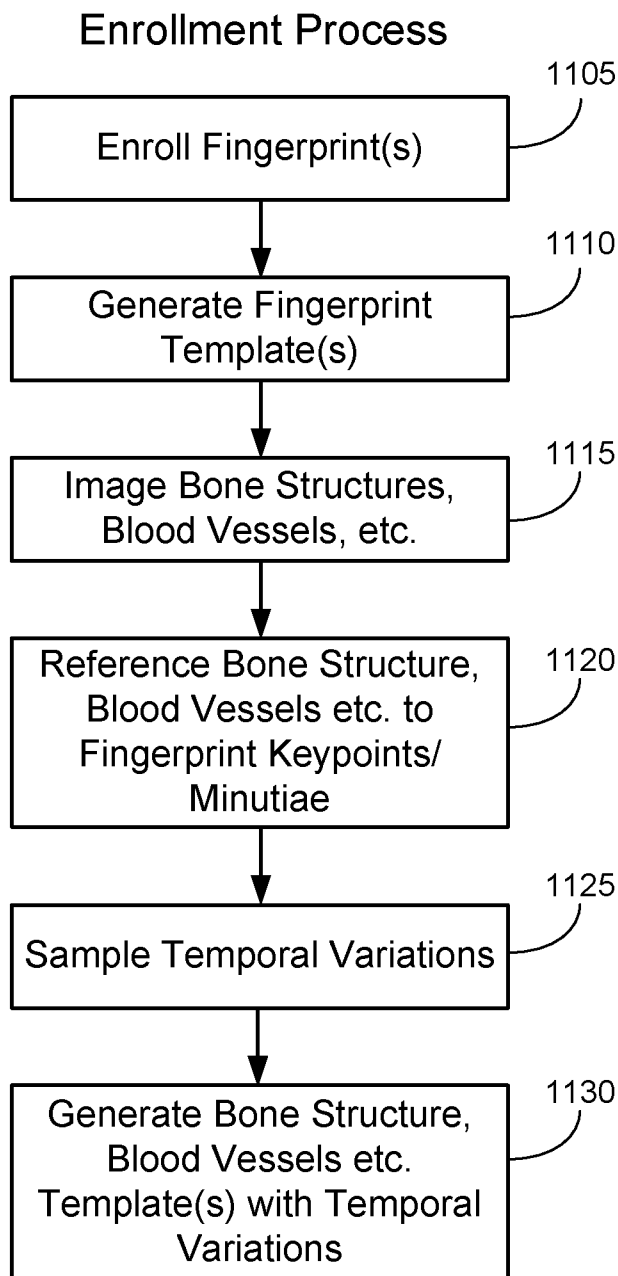 Enrollment Process
1105
Enroll Fingerprint(s)
1110
Generate Fingerprint
Template(s)
1115
Image Bone Structures,
Blood Vessels, etc.
1120
Reference Bone Structure,
Blood Vessels etc. to
Fingerprint Keypoints/
Minutiae
1125
Sample Temporal Variations
1130
Generate Bone Structure,
Blood Vessels etc.
Template(s) with Temporal
Variations